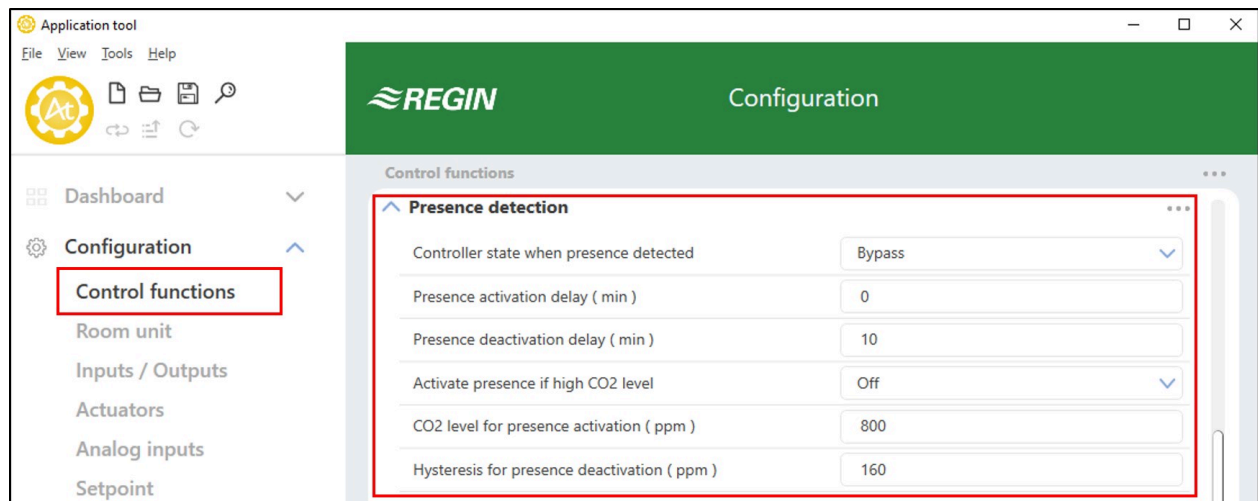 Application tool
File View Tools Help
At
REGIN
Configuration
Dashboard
Configuration
Control functions
Room unit
Inputs / Outputs
Actuators
Analog inputs
Setpoint
Control functions
Presence detection
Controller state when presence detected Bypass
Presence activation delay ( min ) 0
Presence deactivation delay ( min ) 10
Activate presence if high CO2 level Off
CO2 level for presence activation ( ppm ) 800
Hysteresis for presence deactivation ( ppm ) 160